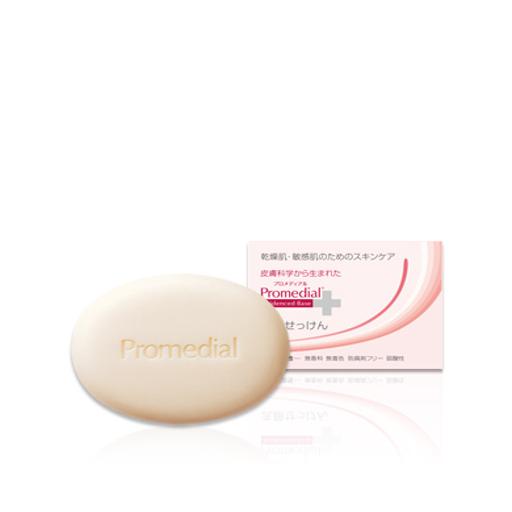 乾燥肌・敏感肌のためのスキンケア
皮膚科学から生まれた
プロメディアル
Promedial
Advanced Base
せっけん
無香料 無着色 防腐剤フリー 弱酸性
Promedial